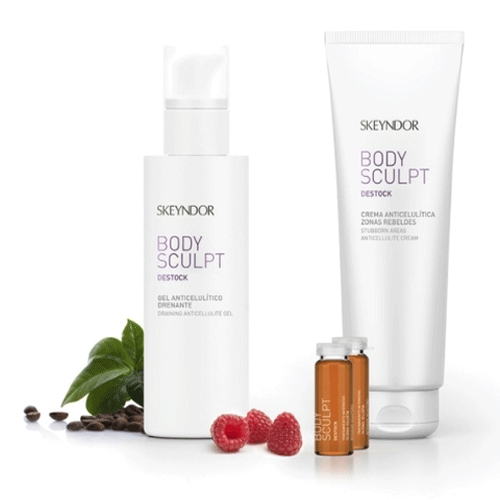 SKEYNDOR
BODY
SCULPT
DESTOCK
GEL ANTICELULÍTICO
DRENANTE
DRAINING ANTICELLULITE GEL
SKEYNDOR
BODY
SCULPT
DESTOCK
CREMA ANTICELULÍTICA
ZONAS REBELDES
STUBBORN AREAS
ANTICELLULITE CREAM
BODY
SCULPT
DESTOCK